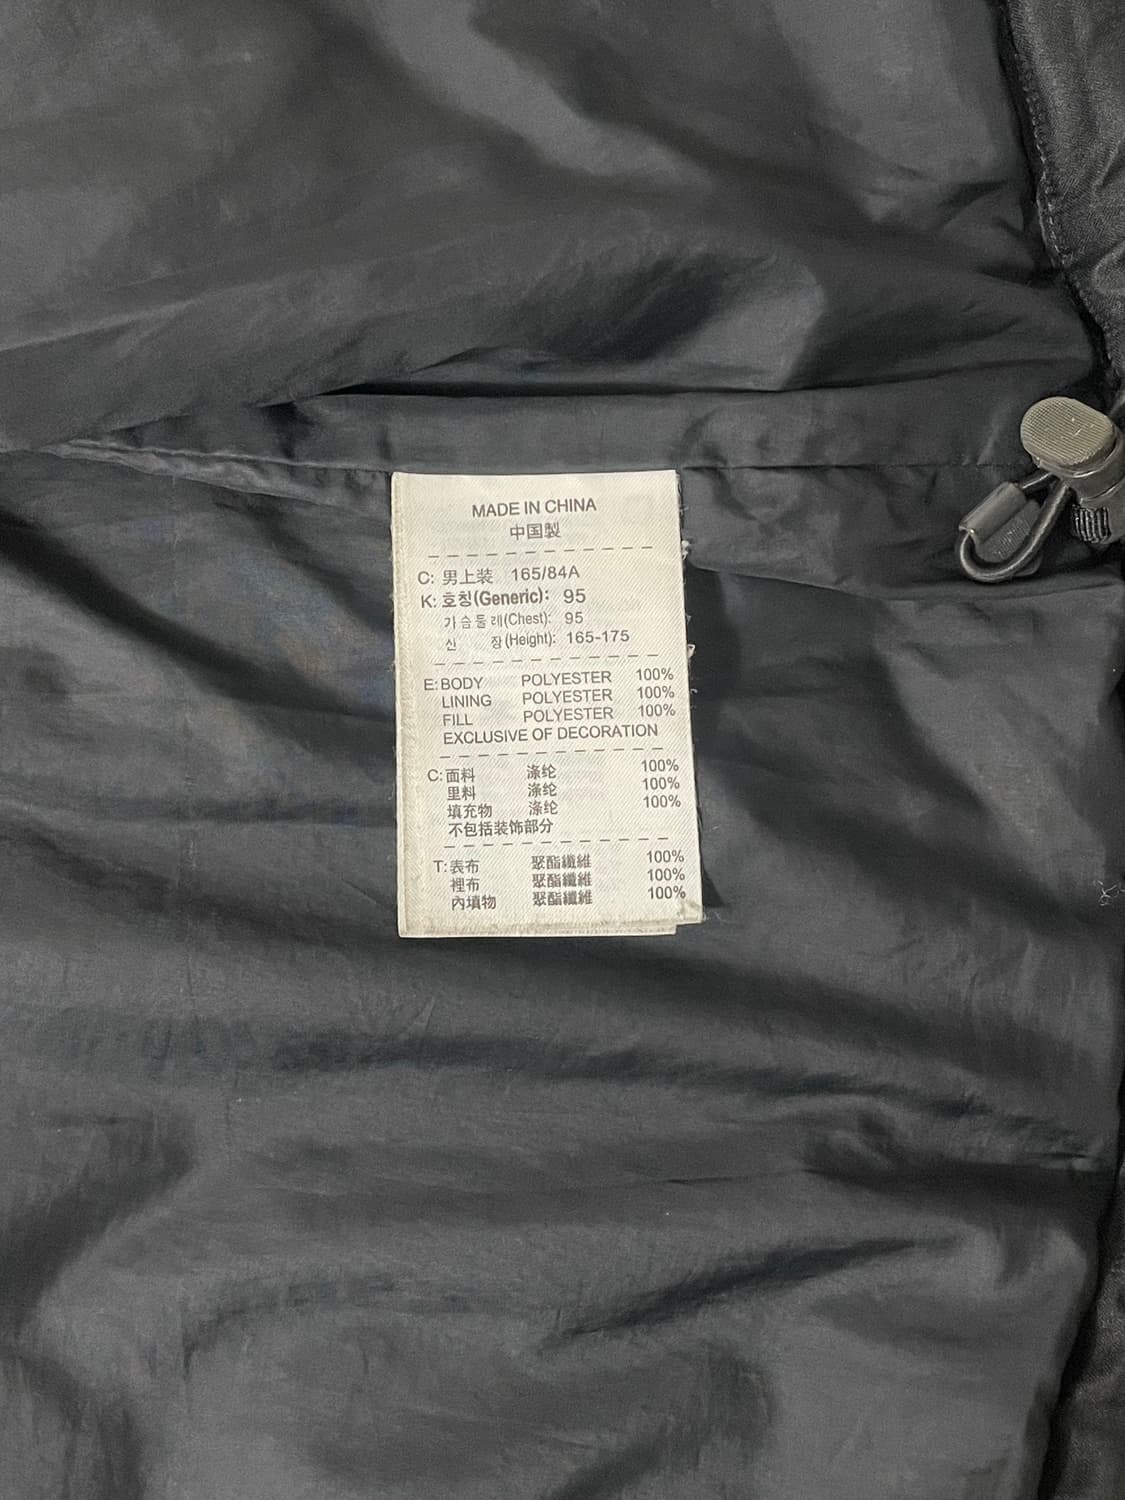 MADE IN CHINA
中国製
C: 男上装 165/84A
K: 호칭(Generic): 95
가슴둘레(Chest): 95
신 장(Height): 165-175
E: BODY POLYESTER 100%
LINING POLYESTER 100%
FILL POLYESTER 100%
EXCLUSIVE OF DECORATION
C: 面料 涤纶 100%
里料 涤纶 100%
填充物 涤纶 100%
不包括装饰部分
T: 表布 聚酯纖維 100%
裡布 聚酯纖維 100%
內填物 聚酯纖維 100%